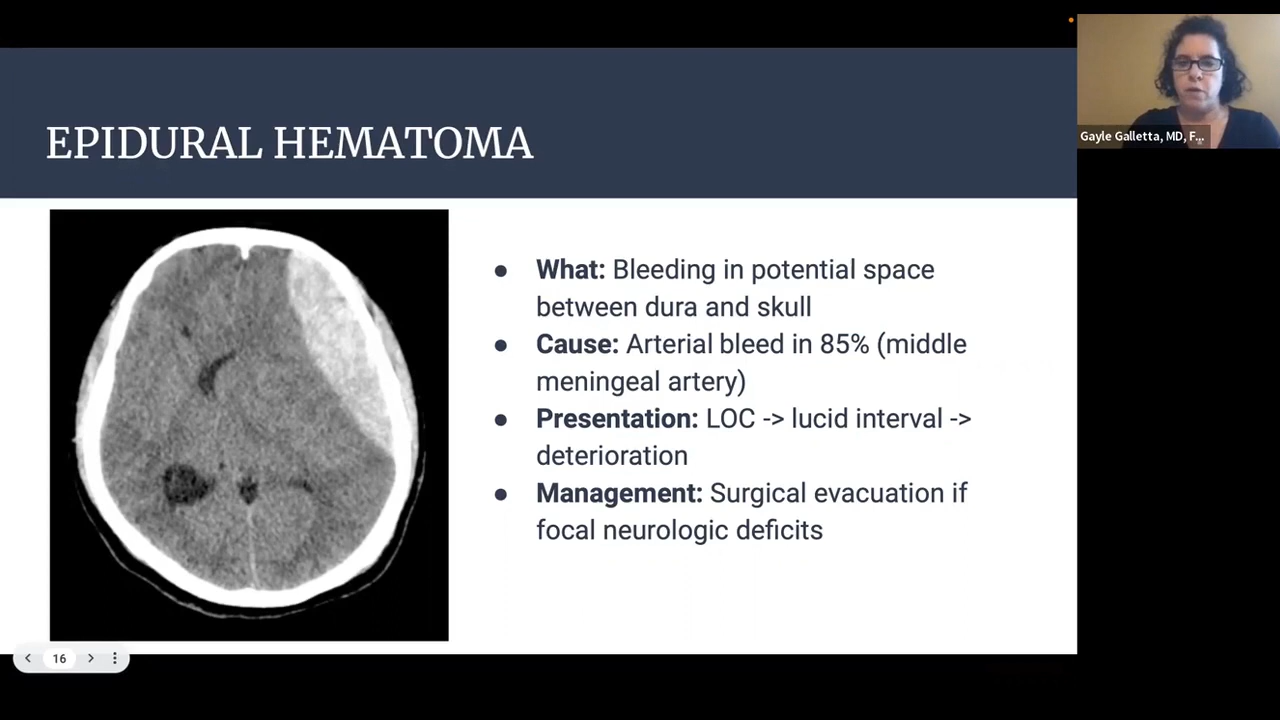 EPIDURAL HEMATOMA
Gayle Galletta, MD, F...
● What: Bleeding in potential space
between dura and skull
● Cause: Arterial bleed in 85% (middle
meningeal artery)
● Presentation: LOC -> lucid interval ->
deterioration
● Management: Surgical evacuation if
focal neurologic deficits
16